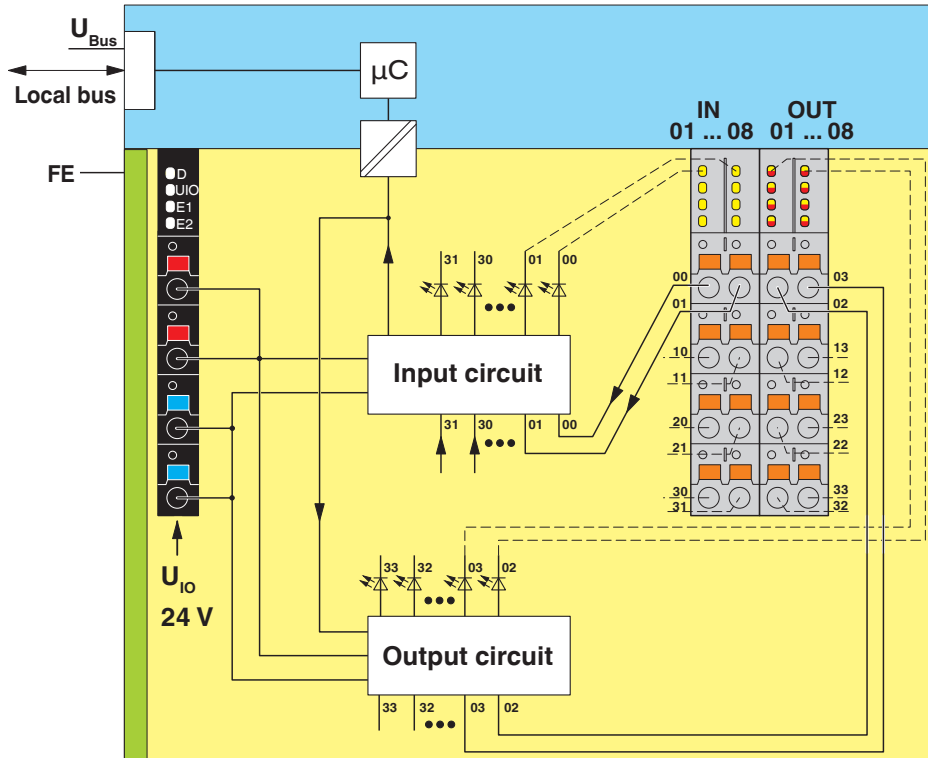 U Bus
Local bus
µC
IN OUT
01 ... 08 01 ... 08
FE
D
UIO
E1
E2
31 30 01 00
00 03
01 02
Input circuit
10 13
11 12
31 30 01 00
20 23
21 22
30 33
31 32
U IO
24 V
33 32 03 02
Output circuit
33 32 03 02